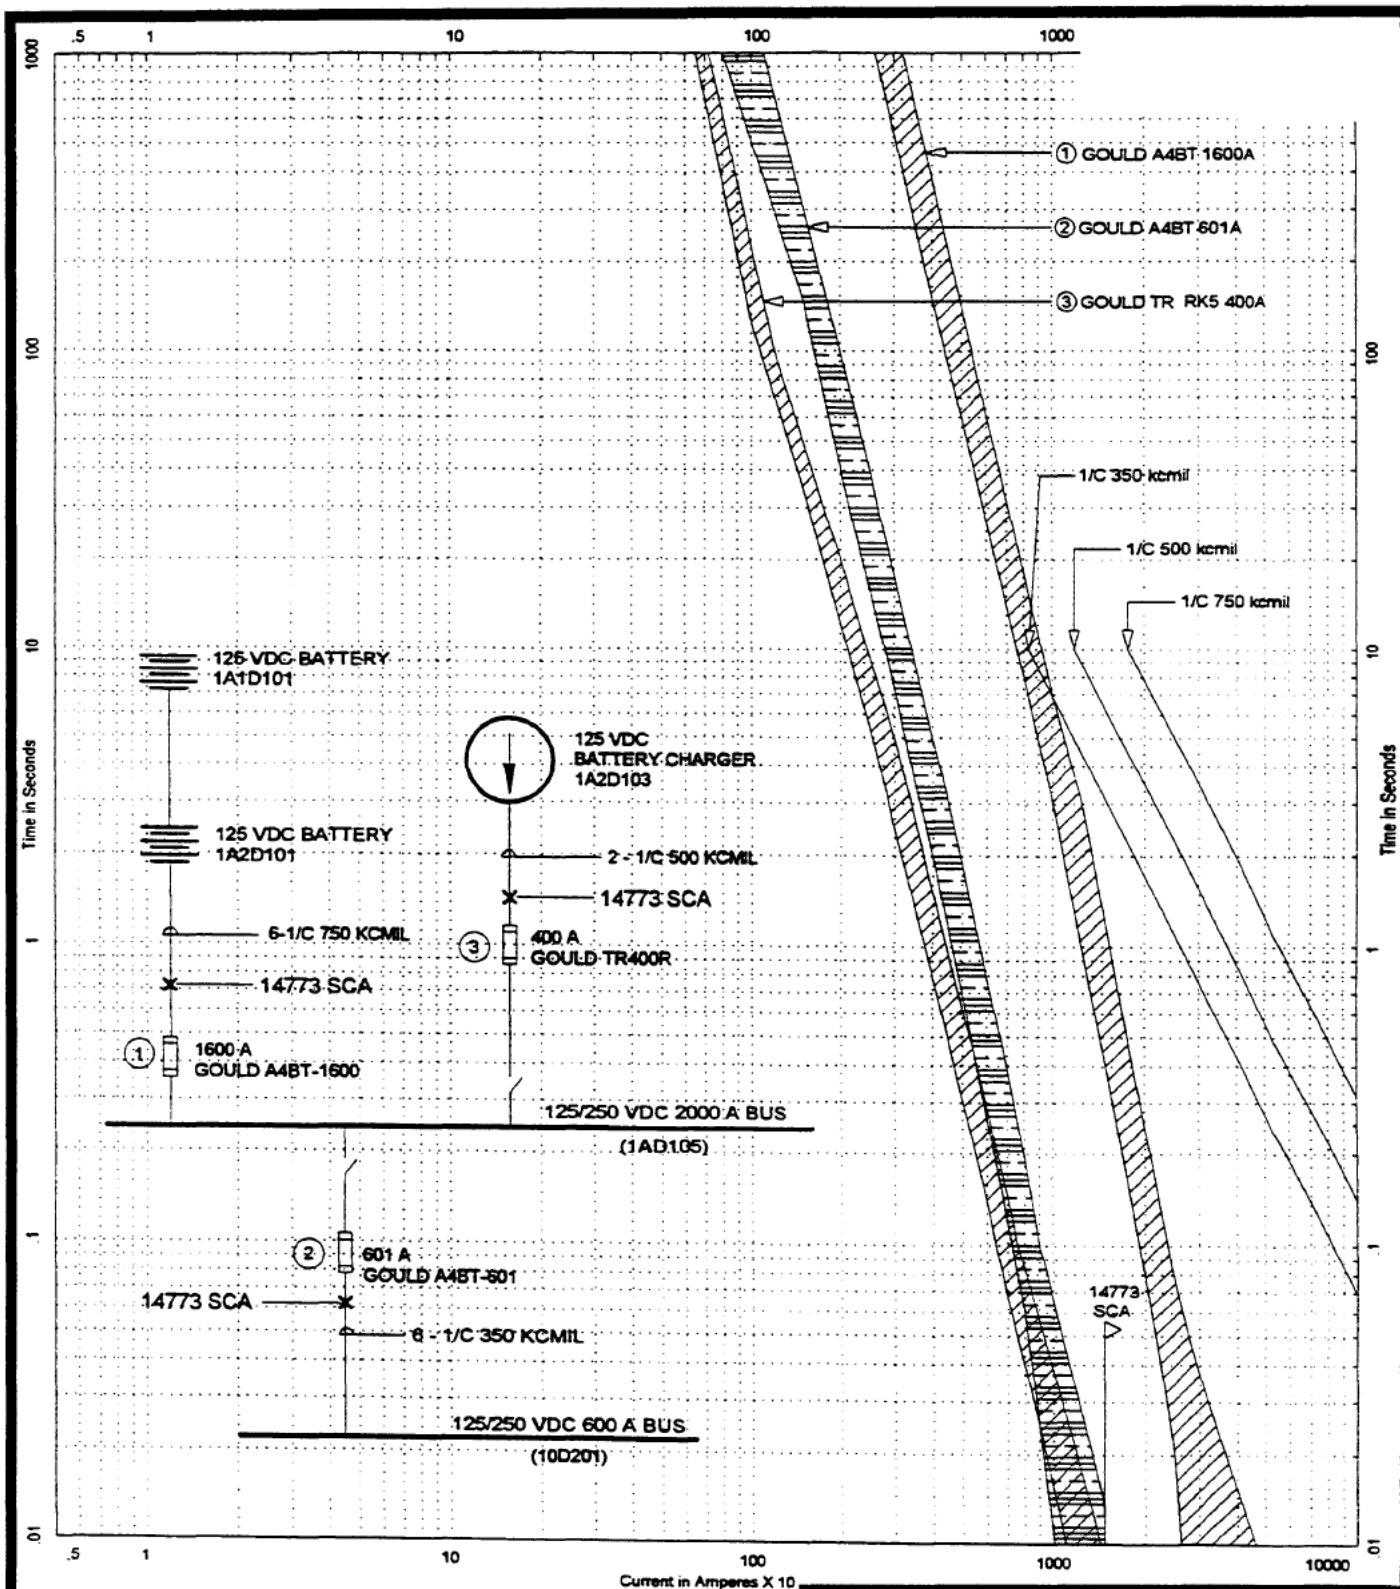 .5 1 10 100 1000
1000
① GOULD A4BT 1600A
② GOULD A4BT 601A
③ GOULD TR RK5 400A
100
100
1/C 350 kcmil
1/C 500 kcmil
1/C 750 kcmil
10
10
125 VDC BATTERY
1A1D101
125 VDC
BATTERY CHARGER
1A2D103
Time in Seconds
Time in Seconds
125 VDC BATTERY
1A2D101
2 - 1/C 500 KCMIL
14773 SCA
6-1/C 750 KCMIL
③
400 A
GOULD TR400R
1
1
14773 SCA
①
1600 A
GOULD A4BT-1600
125/250 VDC 2000 A BUS
(1AD105)
.1
.1
②
601 A
GOULD A4BT-601
14773 SCA
14773
SCA
6 - 1/C 350 KCMIL
125/250 VDC 600 A BUS
(10D201)
.01
.01
.5 1 10 100 1000 10000
Current in Amperes X 10